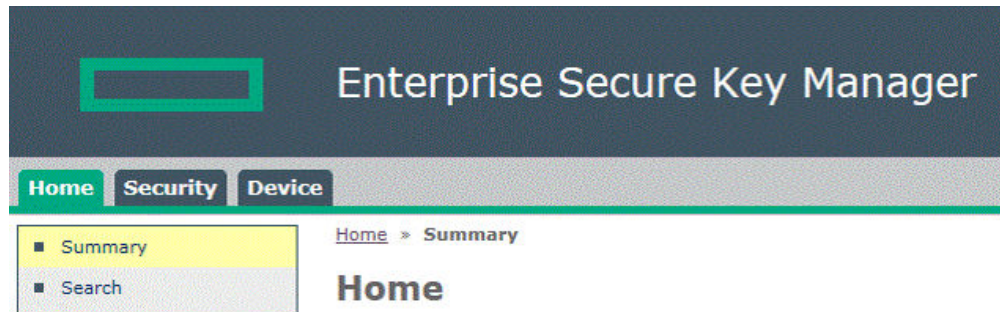 Enterprise Secure Key Manager
Home Security Device
Home » Summary
Summary
Search
Home